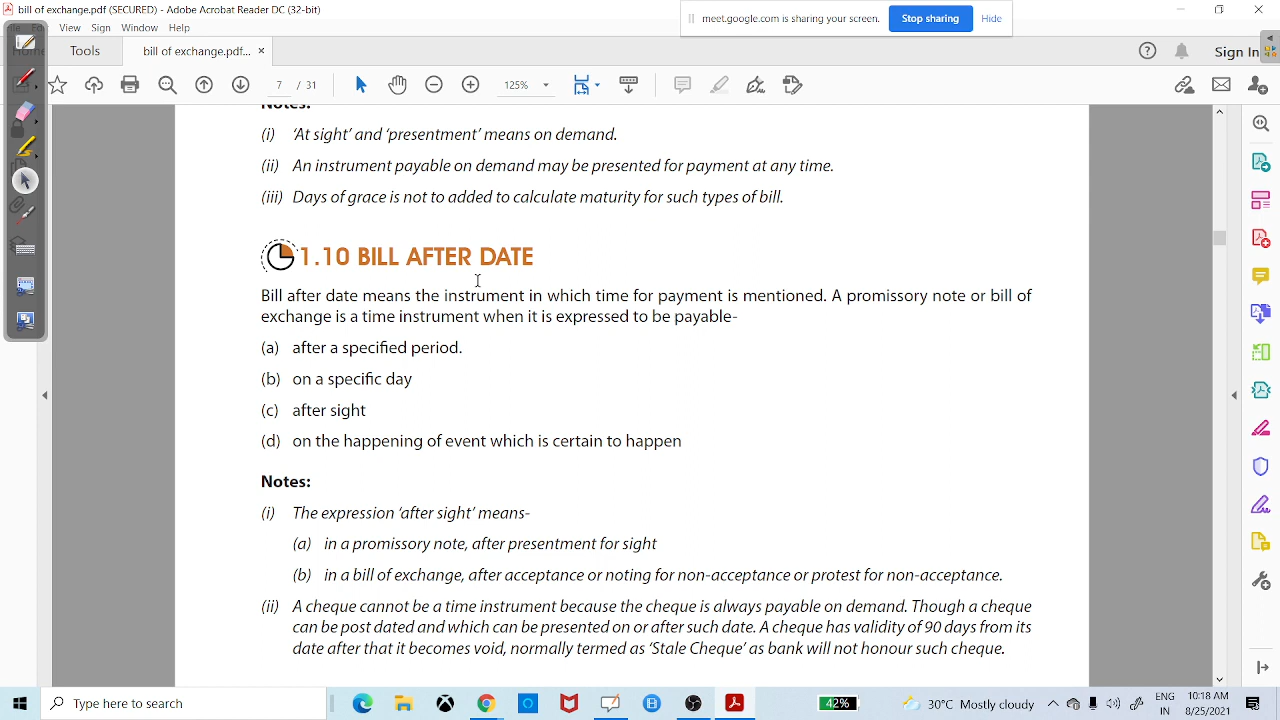 bill of exchange.pdf (SECURED) - Adobe Acrobat Reader DC (32-bit)
meet.google.com is sharing your screen.
Stop sharing
Hide
View Sign Window Help
Tools
bill of exchange.pdf... ×
Sign In
7 / 31
125%
Notes:
(i) ‘At sight’ and ‘presentment’ means on demand.
(ii) An instrument payable on demand may be presented for payment at any time.
(iii) Days of grace is not to added to calculate maturity for such types of bill.
1.10 BILL AFTER DATE
Bill after date means the instrument in which time for payment is mentioned. A promissory note or bill of
exchange is a time instrument when it is expressed to be payable-
(a) after a specified period.
(b) on a specific day
(c) after sight
(d) on the happening of event which is certain to happen
Notes:
(i) The expression ‘after sight’ means-
(a) in a promissory note, after presentment for sight
(b) in a bill of exchange, after acceptance or noting for non-acceptance or protest for non-acceptance.
(ii) A cheque cannot be a time instrument because the cheque is always payable on demand. Though a cheque
can be post dated and which can be presented on or after such date. A cheque has validity of 90 days from its
date after that it becomes void, normally termed as ‘Stale Cheque’ as bank will not honour such cheque.
Type here to search
42%
30°C Mostly cloudy
ENG
IN
10:18 AM
8/25/2021